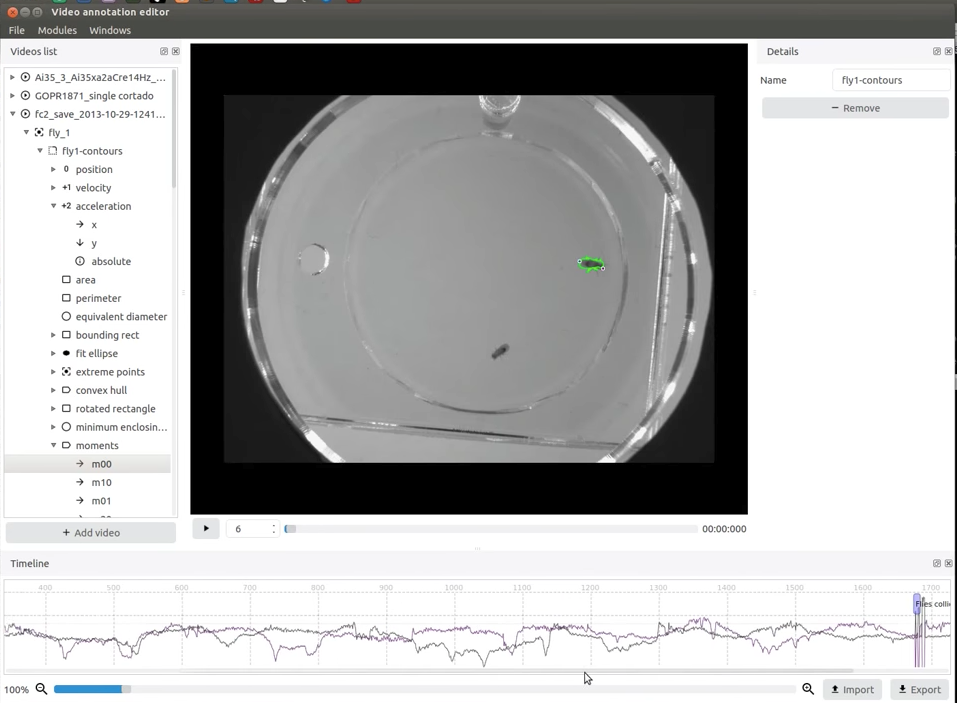 Video annotation editor
File Modules Windows
Videos list
Ai35_3_Ai35xa2aCre14Hz_...
GOPR1871_single cortado
fc2_save_2013-10-29-1241...
fly_1
fly1-contours
0 position
+1 velocity
+2 acceleration
x
y
absolute
area
perimeter
equivalent diameter
bounding rect
fit ellipse
extreme points
convex hull
rotated rectangle
minimum enclosin...
moments
m00
m10
m01
+ Add video
6
00:00:000
Details
Name fly1-contours
− Remove
Timeline
400 500 600 700 800 900 1000 1100 1200 1300 1400 1500 1600 1700
Flies colli
100%
Import
Export